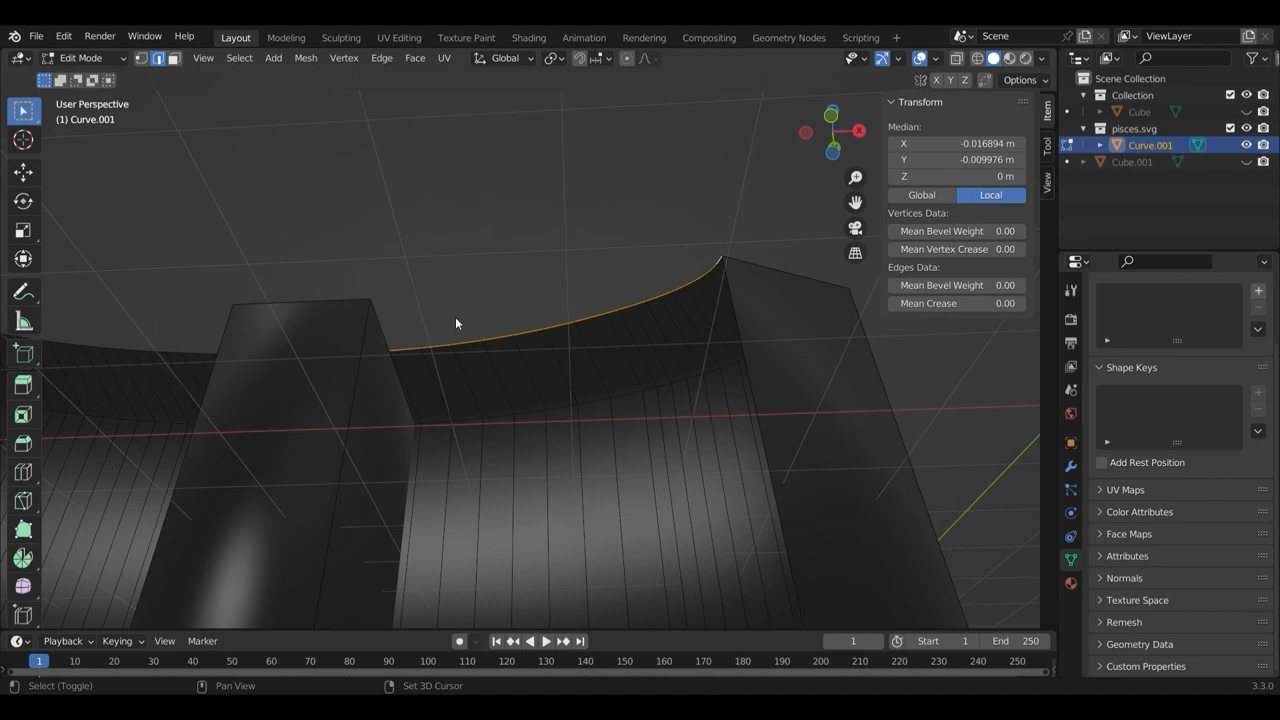 File Edit Render Window Help Layout Modeling Sculpting UV Editing Texture Paint Shading Animation Rendering Compositing Geometry Nodes Scripting + Scene ViewLayer
Edit Mode View Select Add Mesh Vertex Edge Face UV Global
X Y Z Options
User Perspective
(1) Curve.001
X
Transform
Median:
X -0.016894 m
Y -0.009976 m
Z 0 m
Global Local
Vertices Data:
Mean Bevel Weight 0.00
Mean Vertex Crease 0.00
Edges Data:
Mean Bevel Weight 0.00
Mean Crease 0.00
Item
Tool
View
Scene Collection
Collection
Cube
pisces.svg
Curve.001
Cube.001
Shape Keys
Add Rest Position
UV Maps
Color Attributes
Face Maps
Attributes
Normals
Texture Space
Remesh
Geometry Data
Custom Properties
Playback Keying View Marker 1 Start 1 End 250
1 10 20 30 40 50 60 70 80 90 100 110 120 130 140 150 160 170 180 190 200 210 220 230 240 250
Select (Toggle) Pan View Set 3D Cursor 3.3.0